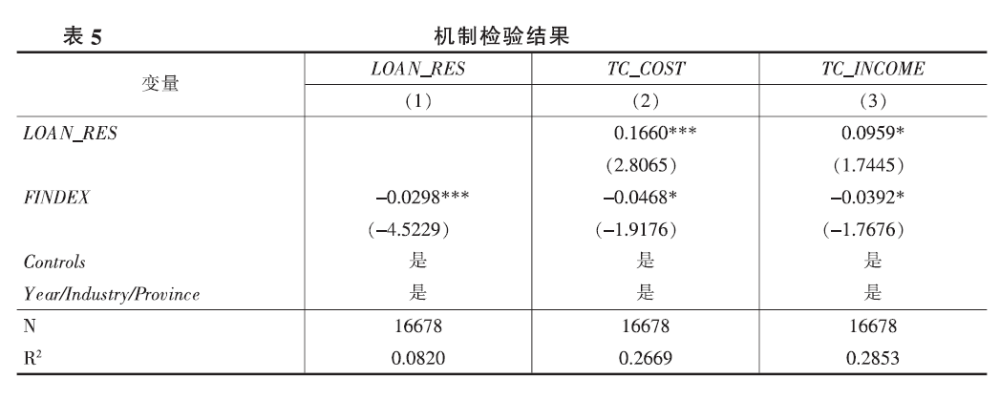 表 5 机制检验结果
变量 LOAN_RES TC_COST TC_INCOME
(1) (2) (3)
LOAN_RES 0.1660*** 0.0959*
(2.8065) (1.7445)
FINDEX −0.0298*** −0.0468* −0.0392*
(−4.5229) (−1.9176) (−1.7676)
Controls 是 是 是
Year/Industry/Province 是 是 是
N 16678 16678 16678
R² 0.0820 0.2669 0.2853